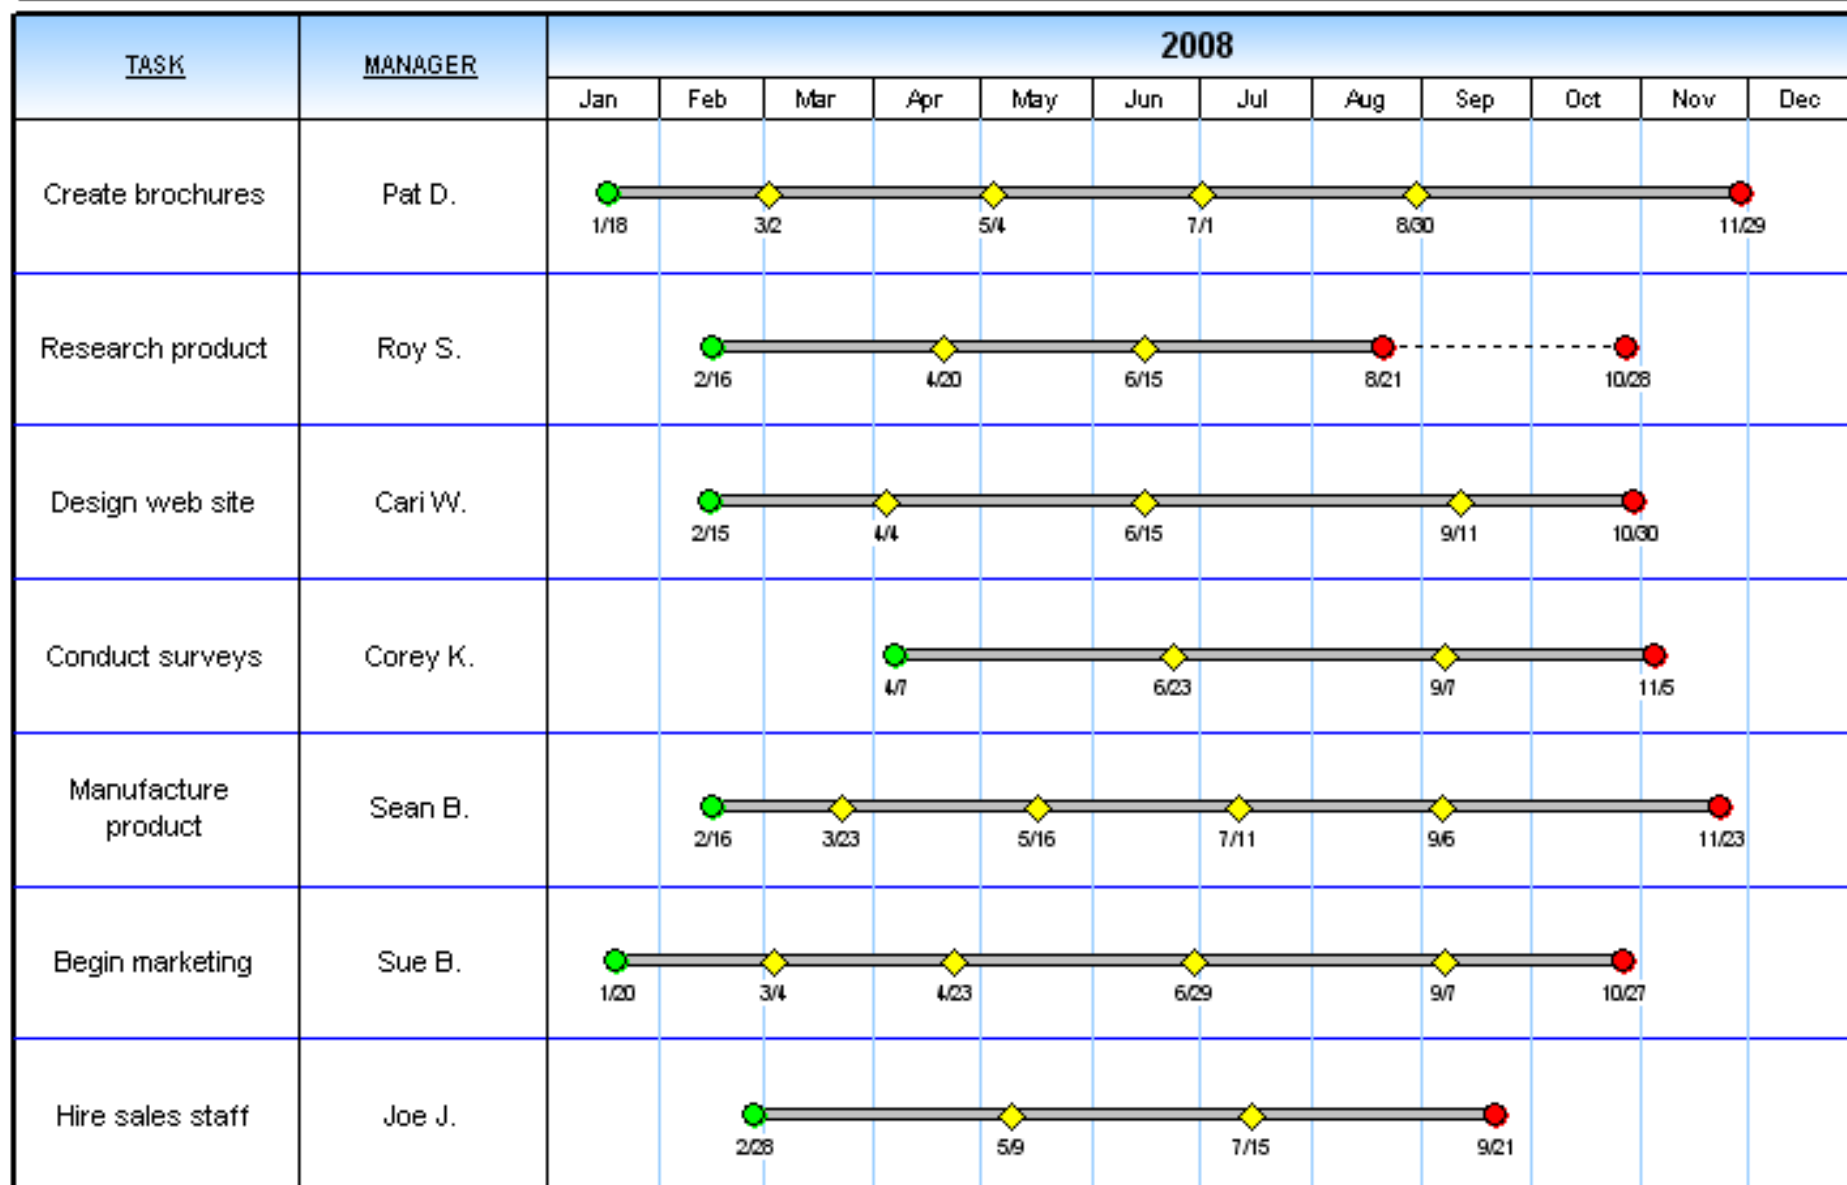 2008
TASK MANAGER
Jan Feb Mar Apr May Jun Jul Aug Sep Oct Nov Dec
Create brochures Pat D.
1/18 3/2 5/4 7/1 8/30 11/29
Research product Roy S.
2/16 4/20 6/15 8/21 10/28
Design web site Cari W.
2/15 4/4 6/15 9/11 10/30
Conduct surveys Corey K.
4/7 6/23 9/7 11/5
Manufacture
product Sean B.
2/16 3/23 5/16 7/11 9/6 11/23
Begin marketing Sue B.
1/20 3/4 4/23 6/29 9/7 10/27
Hire sales staff Joe J.
2/28 5/9 7/15 9/21